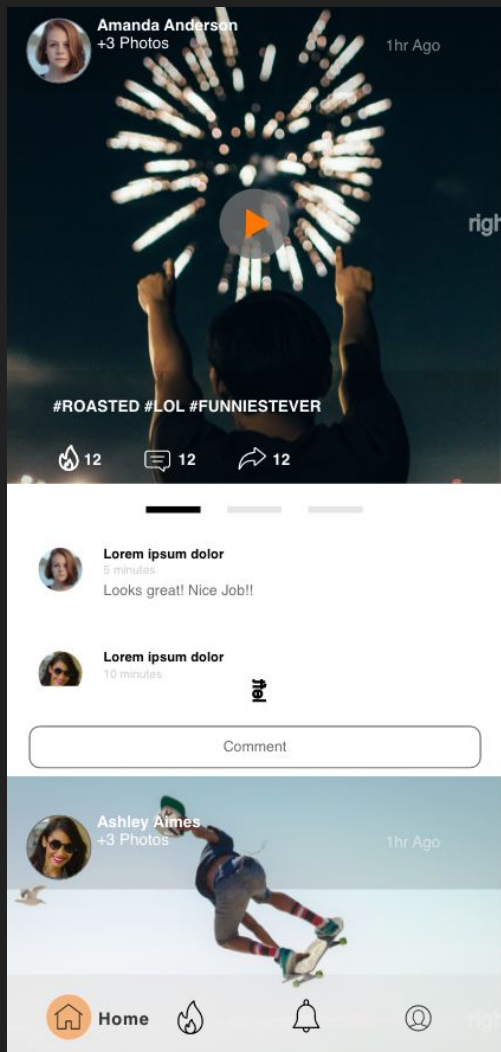 Amanda Anderson
+3 Photos
1hr Ago
righ
#ROASTED #LOL #FUNNIESTEVER
12
12
12
Lorem ipsum dolor
5 minutes
Looks great! Nice Job!!
Lorem ipsum dolor
10 minutes
left
Comment
Ashley Aimes
+3 Photos
1hr Ago
Home
righ